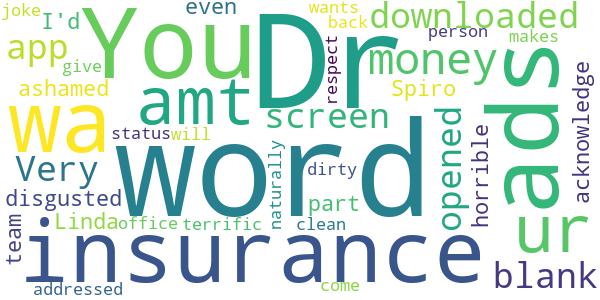 joke
even
wants
I'd
You
Dr
back
downloaded
app
give
respect
person
money
makes
ashamed
Spiro
ads
wa
amt
screen
acknowledge
Very
status
will
word
opened
horrible
ur
disgusted
naturally
dirty
part
team
Linda
office
terrific
clean
insurance
blank
addressed
come